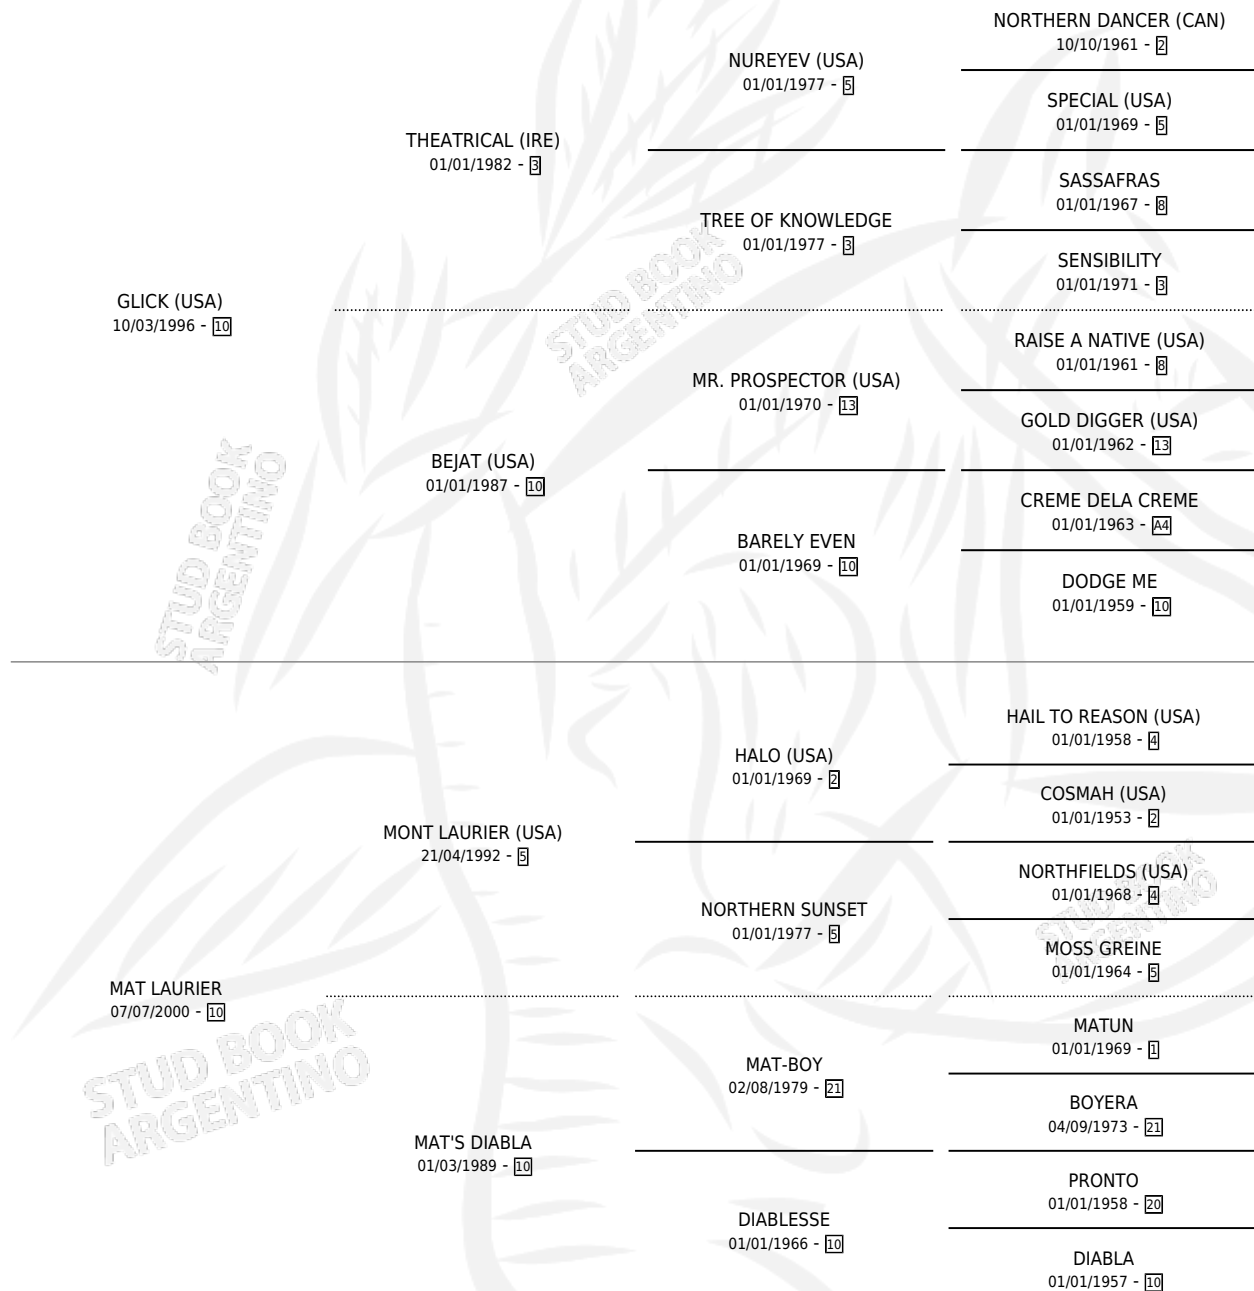 NORTHERN DANCER (CAN)
10/10/1961 - 2
NUREYEV (USA)
01/01/1977 - 5
SPECIAL (USA)
01/01/1969 - 5
THEATRICAL (IRE)
01/01/1982 - 3
SASSAFRAS
01/01/1967 - 8
TREE OF KNOWLEDGE
01/01/1977 - 3
SENSIBILITY
01/01/1971 - 3
GLICK (USA)
10/03/1996 - 10
STUD BOOK
ARGENTINO
RAISE A NATIVE (USA)
01/01/1961 - 8
MR. PROSPECTOR (USA)
01/01/1970 - 13
GOLD DIGGER (USA)
01/01/1962 - 13
BEJAT (USA)
01/01/1987 - 10
CREME DELA CREME
01/01/1963 - A4
BARELY EVEN
01/01/1969 - 10
DODGE ME
01/01/1959 - 10
STUD BOOK
ARGENTINO
HAIL TO REASON (USA)
01/01/1958 - 4
HALO (USA)
01/01/1969 - 2
COSMAH (USA)
01/01/1953 - 2
MONT LAURIER (USA)
21/04/1992 - 5
NORTHFIELDS (USA)
01/01/1968 - 4
NORTHERN SUNSET
01/01/1977 - 5
MOSS GREINE
01/01/1964 - 5
STUD BOOK
ARGENTINO
MAT LAURIER
07/07/2000 - 10
MATUN
01/01/1969 - 1
MAT-BOY
02/08/1979 - 21
BOYERA
04/09/1973 - 21
STUD BOOK
ARGENTINO
MAT'S DIABLA
01/03/1989 - 10
PRONTO
01/01/1958 - 20
DIABLESSE
01/01/1966 - 10
DIABLA
01/01/1957 - 10